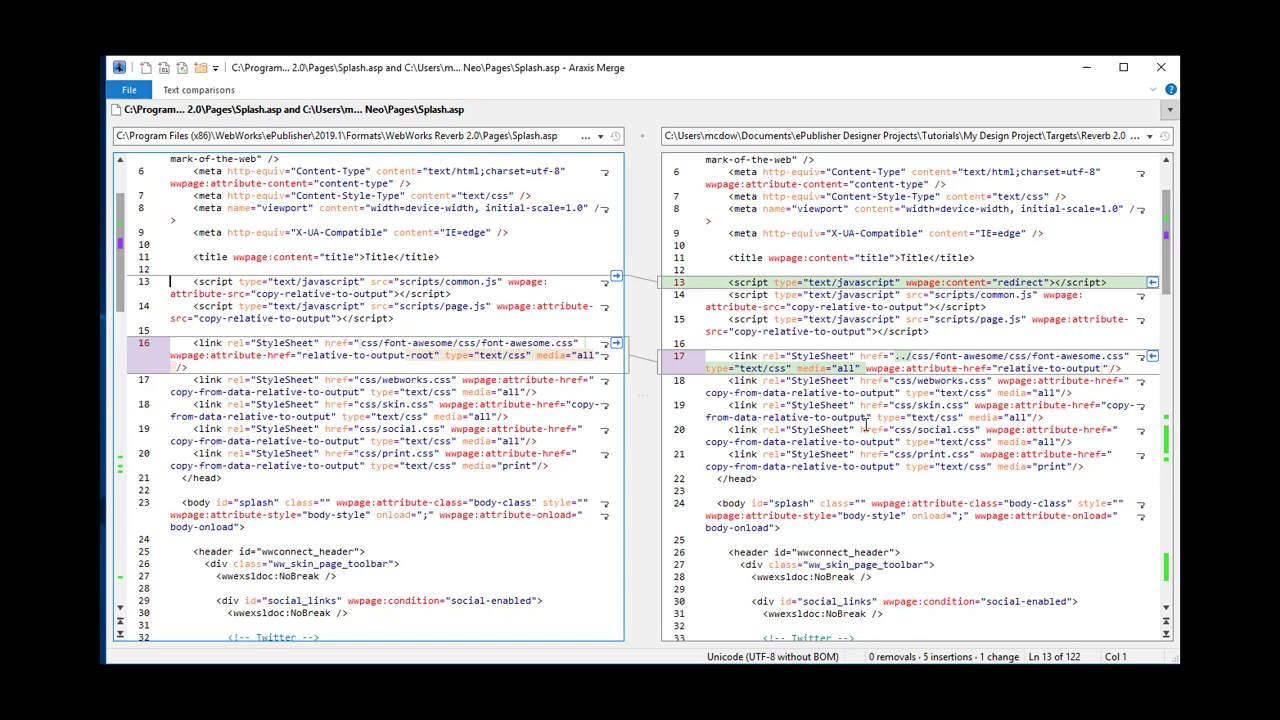 C:\Program... 2.0\Pages\Splash.asp and C:\Users\m... Neo\Pages\Splash.asp - Araxis Merge
File Text comparisons
C:\Program... 2.0\Pages\Splash.asp and C:\Users\m... Neo\Pages\Splash.asp
C:\Program Files (x86)\WebWorks\ePublisher\2019.1\Formats\WebWorks Reverb 2.0\Pages\Splash.asp ...
mark-of-the-web" />
6 <meta http-equiv="Content-Type" content="text/html;charset=utf-8"
wwpage:attribute-content="content-type" />
7 <meta http-equiv="Content-Style-Type" content="text/css" />
8 <meta name="viewport" content="width=device-width, initial-scale=1.0" /
>
9 <meta http-equiv="X-UA-Compatible" content="IE=edge" />
10
11 <title wwpage:content="title">Title</title>
12
13 <script type="text/javascript" src="scripts/common.js" wwpage:
attribute-src="copy-relative-to-output"></script>
14 <script type="text/javascript" src="scripts/page.js" wwpage:attribute-
src="copy-relative-to-output"></script>
15
16 <link rel="StyleSheet" href="css/font-awesome/css/font-awesome.css"
wwpage:attribute-href="relative-to-output-root" type="text/css" media="all"
/>
17 <link rel="StyleSheet" href="css/webworks.css" wwpage:attribute-href="
copy-relative-to-output" type="text/css" media="all"/>
18 <link rel="StyleSheet" href="css/skin.css" wwpage:attribute-href="copy-
from-data-relative-to-output" type="text/css" media="all"/>
19 <link rel="StyleSheet" href="css/social.css" wwpage:attribute-href="
copy-from-data-relative-to-output" type="text/css" media="all"/>
20 <link rel="StyleSheet" href="css/print.css" wwpage:attribute-href="
copy-from-data-relative-to-output" type="text/css" media="print"/>
21 </head>
22
23 <body id="splash" class="" wwpage:attribute-class="body-class" style=""
wwpage:attribute-style="body-style" onload=";" wwpage:attribute-onload="
body-onload">
24
25 <header id="wwconnect_header">
26 <div class="ww_skin_page_toolbar">
27 <wwexsldoc:NoBreak />
28
29 <div id="social_links" wwpage:condition="social-enabled">
30 <wwexsldoc:NoBreak />
31
32 <!-- Twitter -->
C:\Users\mcdow\Documents\ePublisher Designer Projects\Tutorials\My Design Project\Targets\Reverb 2.0 ...
mark-of-the-web" />
6 <meta http-equiv="Content-Type" content="text/html;charset=utf-8"
wwpage:attribute-content="content-type" />
7 <meta http-equiv="Content-Style-Type" content="text/css" />
8 <meta name="viewport" content="width=device-width, initial-scale=1.0" /
>
9 <meta http-equiv="X-UA-Compatible" content="IE=edge" />
10
11 <title wwpage:content="title">Title</title>
12
13 <script type="text/javascript" wwpage:content="redirect"></script>
14 <script type="text/javascript" src="scripts/common.js" wwpage:
attribute-src="copy-relative-to-output"></script>
15 <script type="text/javascript" src="scripts/page.js" wwpage:attribute-
src="copy-relative-to-output"></script>
16
17 <link rel="StyleSheet" href="../css/font-awesome/css/font-awesome.css"
type="text/css" media="all" wwpage:attribute-href="relative-to-output"/>
18 <link rel="StyleSheet" href="css/webworks.css" wwpage:attribute-href="
copy-relative-to-output" type="text/css" media="all"/>
19 <link rel="StyleSheet" href="css/skin.css" wwpage:attribute-href="copy-
from-data-relative-to-output" type="text/css" media="all"/>
20 <link rel="StyleSheet" href="css/social.css" wwpage:attribute-href="
copy-from-data-relative-to-output" type="text/css" media="all"/>
21 <link rel="StyleSheet" href="css/print.css" wwpage:attribute-href="
copy-from-data-relative-to-output" type="text/css" media="print"/>
22 </head>
23
24 <body id="splash" class="" wwpage:attribute-class="body-class" style=""
wwpage:attribute-style="body-style" onload=";" wwpage:attribute-onload="
body-onload">
25
26 <header id="wwconnect_header">
27 <div class="ww_skin_page_toolbar">
28 <wwexsldoc:NoBreak />
29
30 <div id="social_links" wwpage:condition="social-enabled">
31 <wwexsldoc:NoBreak />
32
33 <!-- Twitter -->
Unicode (UTF-8 without BOM) 0 removals · 5 insertions · 1 change Ln 13 of 122 Col 1